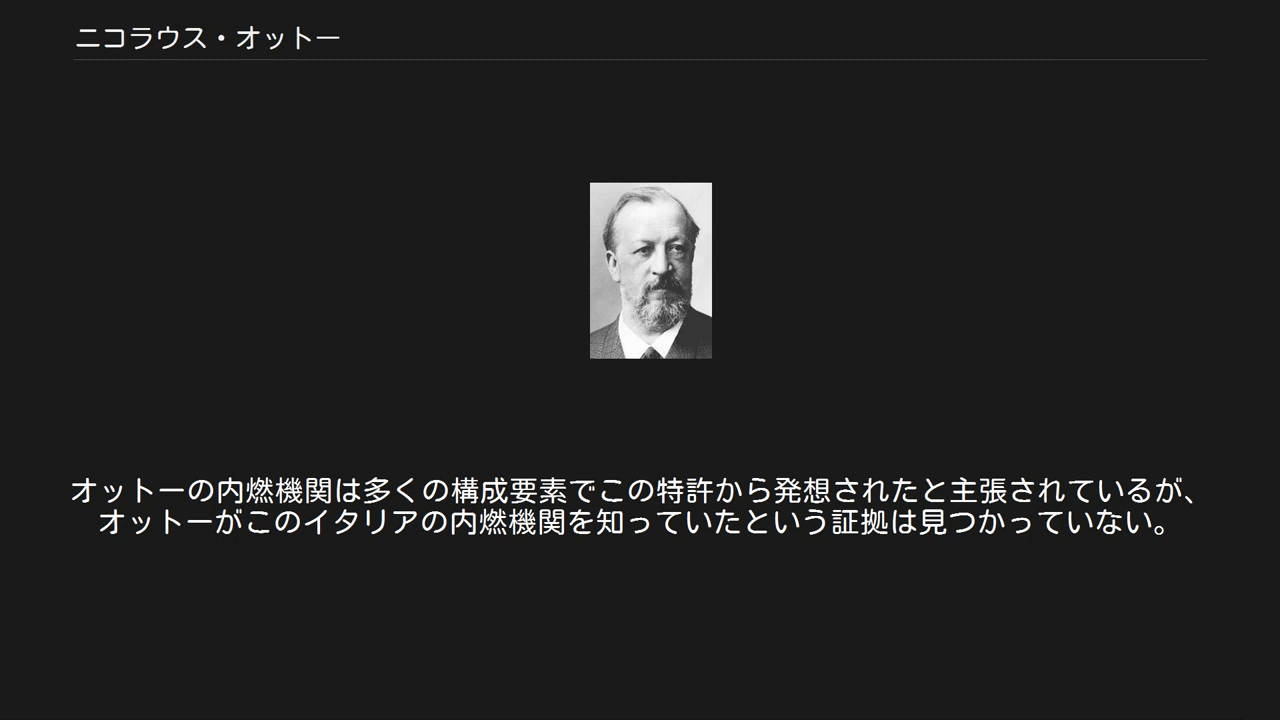 ニコラウス・オットー
オットーの内燃機関は多くの構成要素でこの特許から発想されたと主張されているが、
オットーがこのイタリアの内燃機関を知っていたという証拠は見つかっていない。